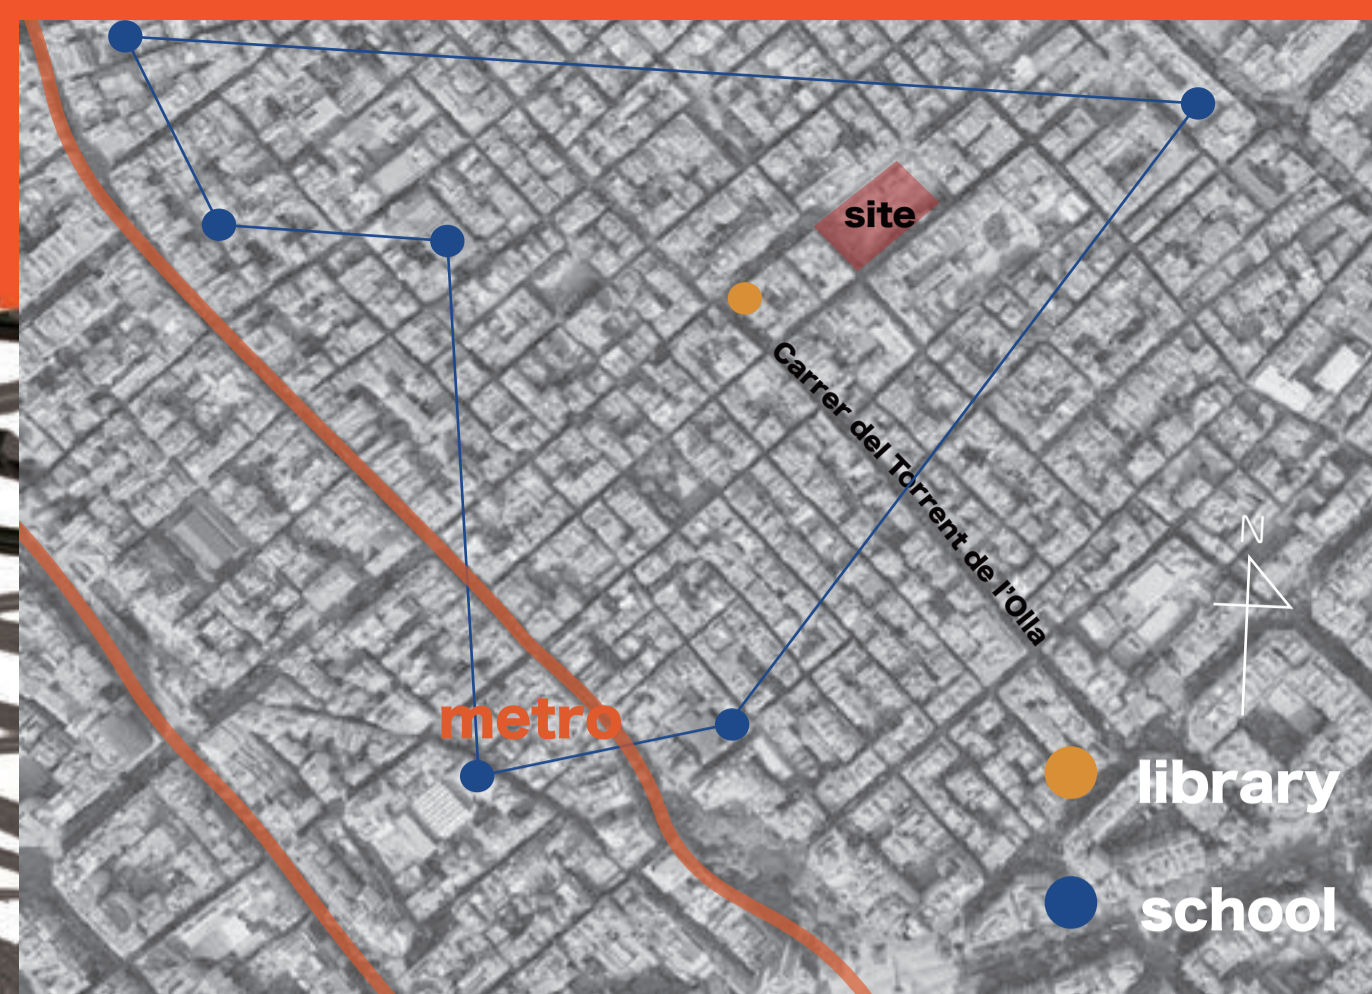 site
Carrer del Torrent de l'Olla
N
metro
library
school